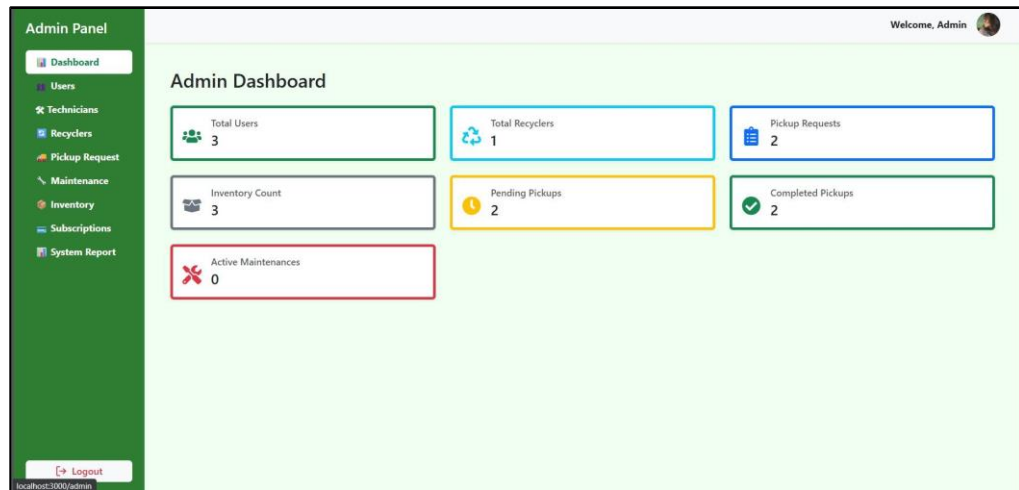 Admin Panel
Welcome, Admin
Dashboard
Users
Technicians
Recyclers
Pickup Request
Maintenance
Inventory
Subscriptions
System Report
Logout
localhost:3000/admin
Admin Dashboard
Total Users
3
Total Recyclers
1
Pickup Requests
2
Inventory Count
3
Pending Pickups
2
Completed Pickups
2
Active Maintenances
0